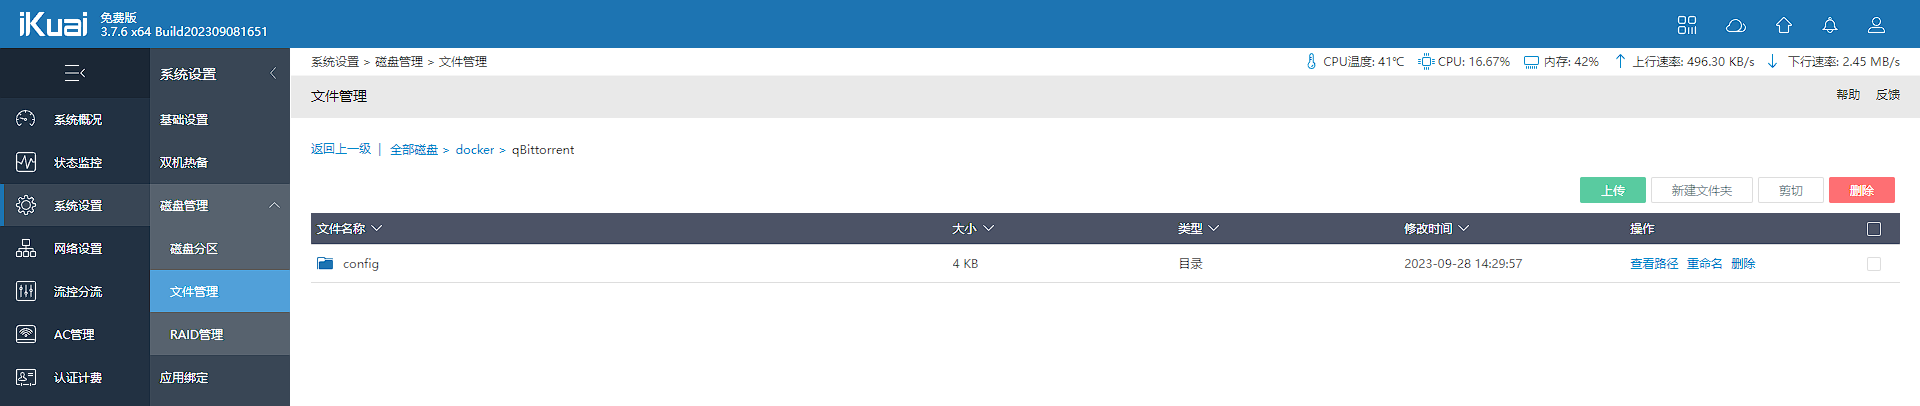 iKuai 免费版
3.7.6 x64 Build202309081651
系统概况
状态监控
系统设置
网络设置
流控分流
AC管理
认证计费
系统设置
基础设置
双机热备
磁盘管理
磁盘分区
文件管理
RAID管理
应用绑定
系统设置 > 磁盘管理 > 文件管理
CPU温度: 41°C CPU: 16.67% 内存: 42% 上行速率: 496.30 KB/s 下行速率: 2.45 MB/s
文件管理 帮助 反馈
返回上一级 | 全部磁盘 > docker > qBittorrent
上传 新建文件夹 剪切 删除
文件名称 大小 类型 修改时间 操作
config 4 KB 目录 2023-09-28 14:29:57 查看路径 重命名 删除